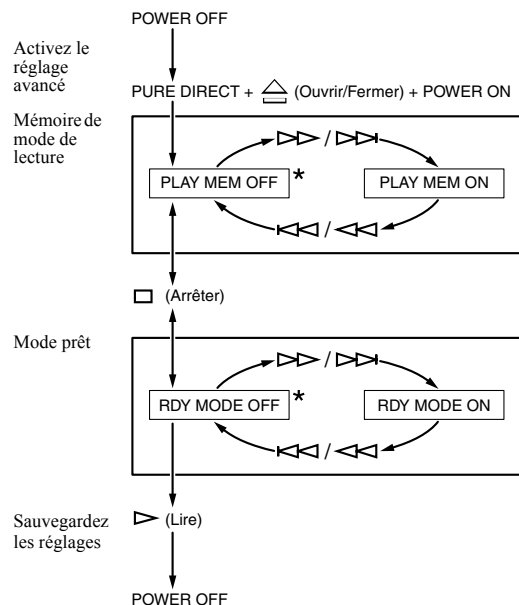 POWER OFF
Activez le
réglage
avancé
PURE DIRECT + (Ouvrir/Fermer) + POWER ON
Mémoire de
mode de
lecture
/
PLAY MEM OFF *
PLAY MEM ON
/
(Arrêter)
Mode prêt
/
RDY MODE OFF *
RDY MODE ON
/
Sauvegardez
les réglages
(Lire)
POWER OFF